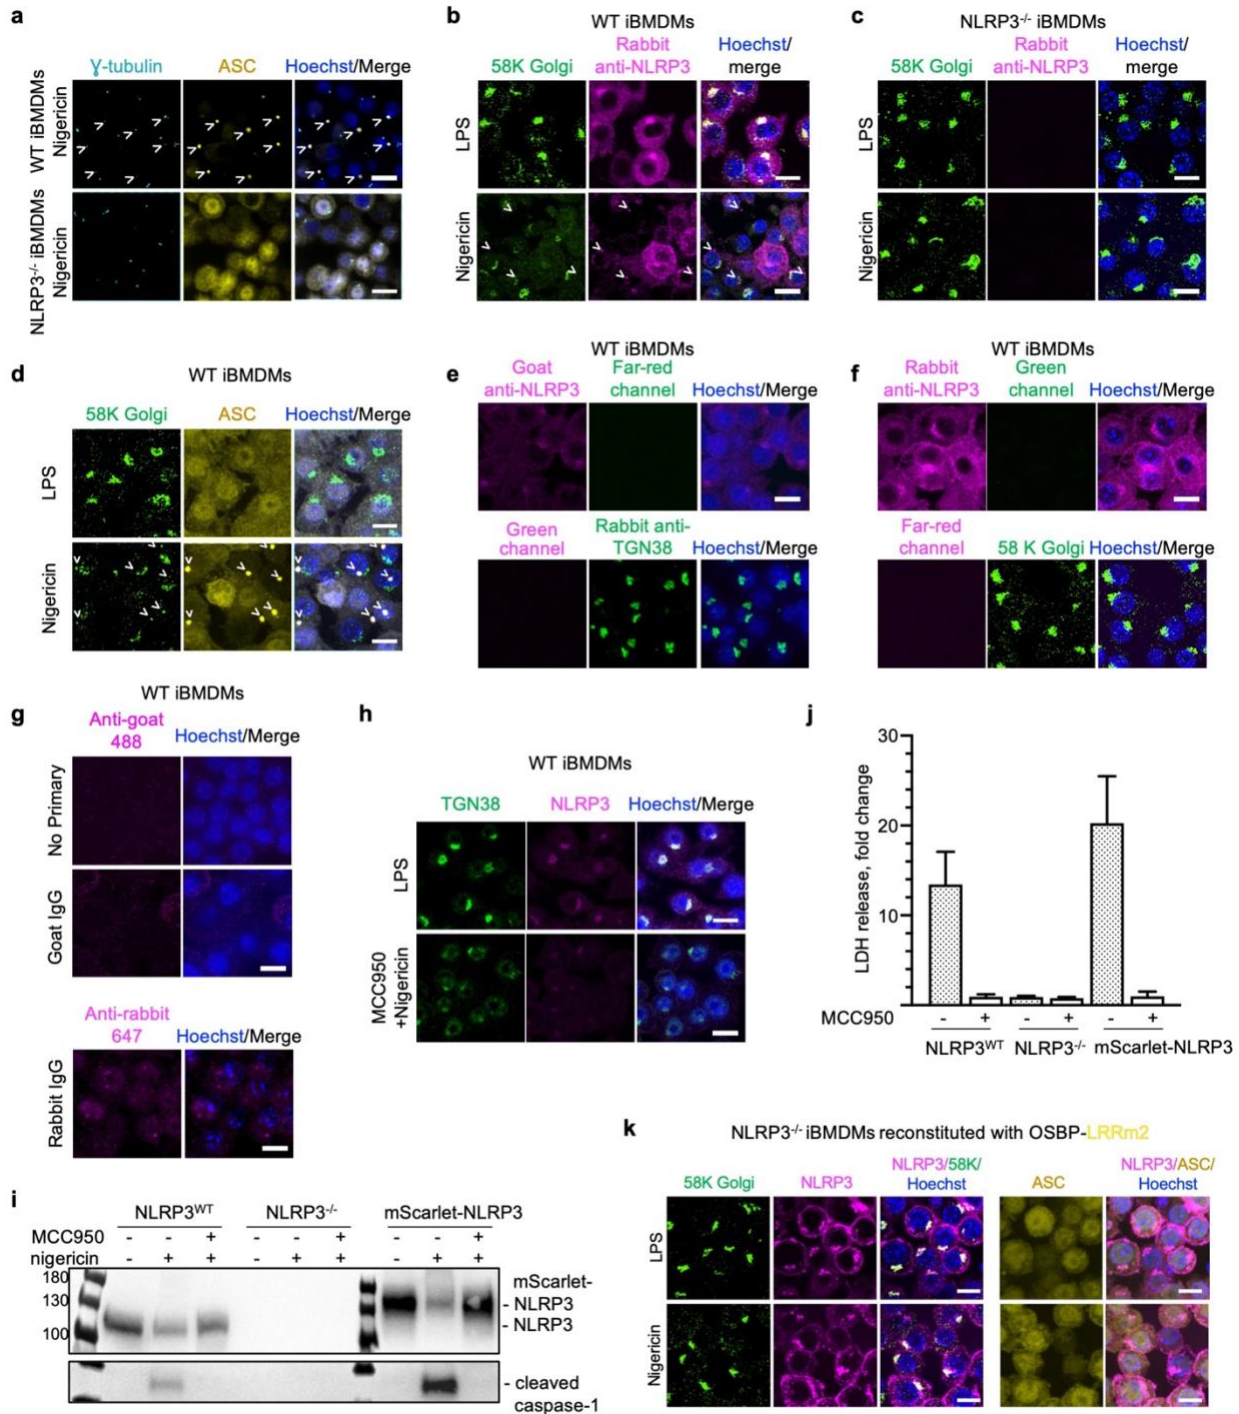 a
Ɣ-tubulin ASC Hoechst/Merge
WT iBMDMs
Nigericin
NLRP3-/- iBMDMs
Nigericin
b
WT iBMDMs
58K Golgi Rabbit anti-NLRP3 Hoechst/merge
LPS
Nigericin
c
NLRP3-/- iBMDMs
58K Golgi Rabbit anti-NLRP3 Hoechst/merge
LPS
Nigericin
d
WT iBMDMs
58K Golgi ASC Hoechst/Merge
LPS
Nigericin
e
WT iBMDMs
Goat anti-NLRP3 Far-red channel Hoechst/Merge
Green channel Rabbit anti-TGN38 Hoechst/Merge
f
WT iBMDMs
Rabbit anti-NLRP3 Green channel Hoechst/Merge
Far-red channel 58 K Golgi Hoechst/Merge
g
WT iBMDMs
Anti-goat 488 Hoechst/Merge
No Primary
Goat IgG
Anti-rabbit 647 Hoechst/Merge
Rabbit IgG
h
WT iBMDMs
TGN38 NLRP3 Hoechst/Merge
LPS
MCC950
+Nigericin
j
LDH release, fold change
30
20
10
MCC950 - + - + - +
NLRP3WT NLRP3-/- mScarlet-NLRP3
i
NLRP3WT NLRP3-/- mScarlet-NLRP3
MCC950 - - + - - + - - +
nigericin - + + - + + - + +
180
130
100
mScarlet-
- NLRP3
- NLRP3
- cleaved
caspase-1
k
NLRP3-/- iBMDMs reconstituted with OSBP-LRRm2
58K Golgi NLRP3 NLRP3/58K/Hoechst ASC NLRP3/ASC/Hoechst
LPS
Nigericin